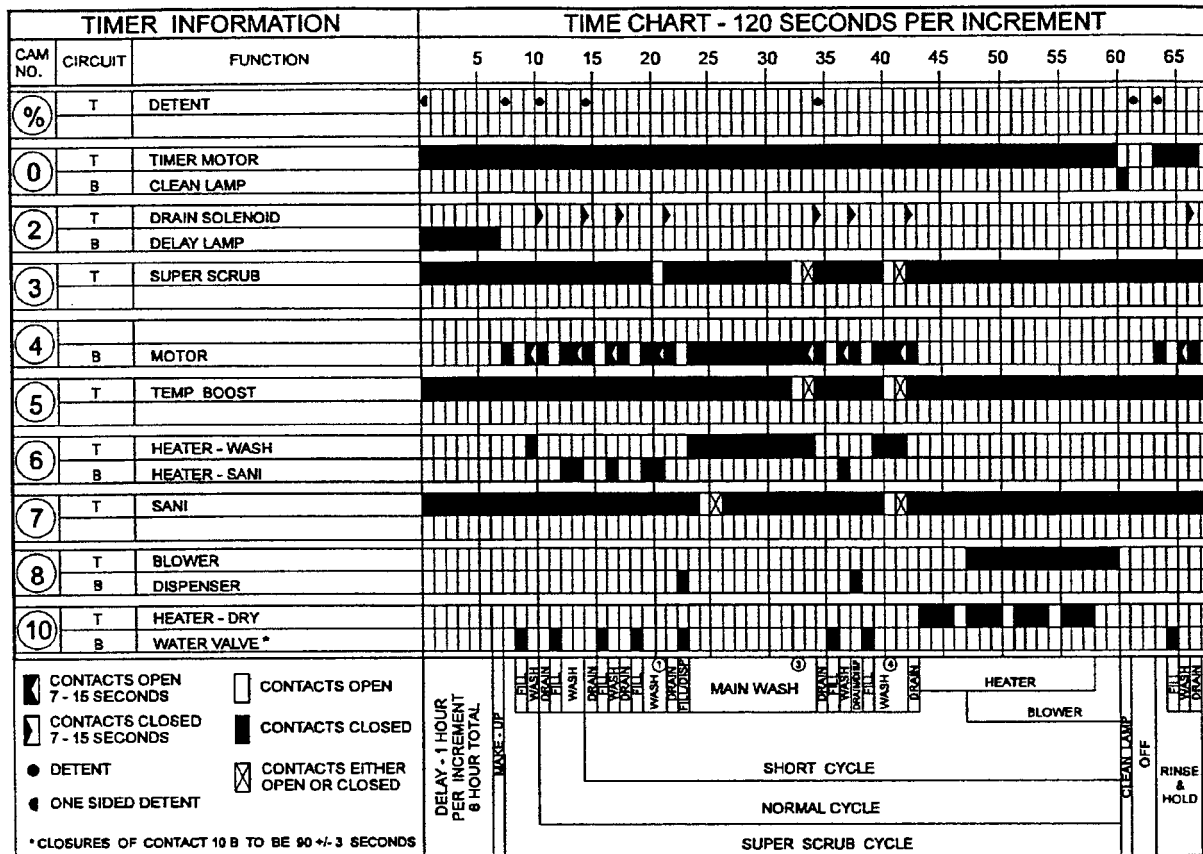 TIMER INFORMATION
TIME CHART - 120 SECONDS PER INCREMENT
CAM NO.
CIRCUIT
FUNCTION
5 10 15 20 25 30 35 40 45 50 55 60 65
% T DETENT
0 T TIMER MOTOR
B CLEAN LAMP
2 T DRAIN SOLENOID
B DELAY LAMP
3 T SUPER SCRUB
4
B MOTOR
5 T TEMP BOOST
6 T HEATER - WASH
B HEATER - SANI
7 T SANI
8 T BLOWER
B DISPENSER
10 T HEATER - DRY
B WATER VALVE *
CONTACTS OPEN
7 - 15 SECONDS
CONTACTS OPEN
CONTACTS CLOSED
7 - 15 SECONDS
CONTACTS CLOSED
DETENT
CONTACTS EITHER
OPEN OR CLOSED
ONE SIDED DETENT
* CLOSURES OF CONTACT 10 B TO BE 90 +/- 3 SECONDS
DELAY - 1 HOUR
PER INCREMENT
6 HOUR TOTAL
MAKE - UP
FILL
WASH
DRAIN
FILL
WASH
DRAIN
FILL
WASH
DRAIN
FILL
WASH 1
DRAIN
FILL/DISP
MAIN WASH 3
DRAIN
FILL
WASH
DRAIN/DISP
FILL
WASH 4
DRAIN
HEATER
BLOWER
SHORT CYCLE
NORMAL CYCLE
SUPER SCRUB CYCLE
CLEAN LAMP
OFF
FILL
WASH
DRAIN
RINSE
&
HOLD